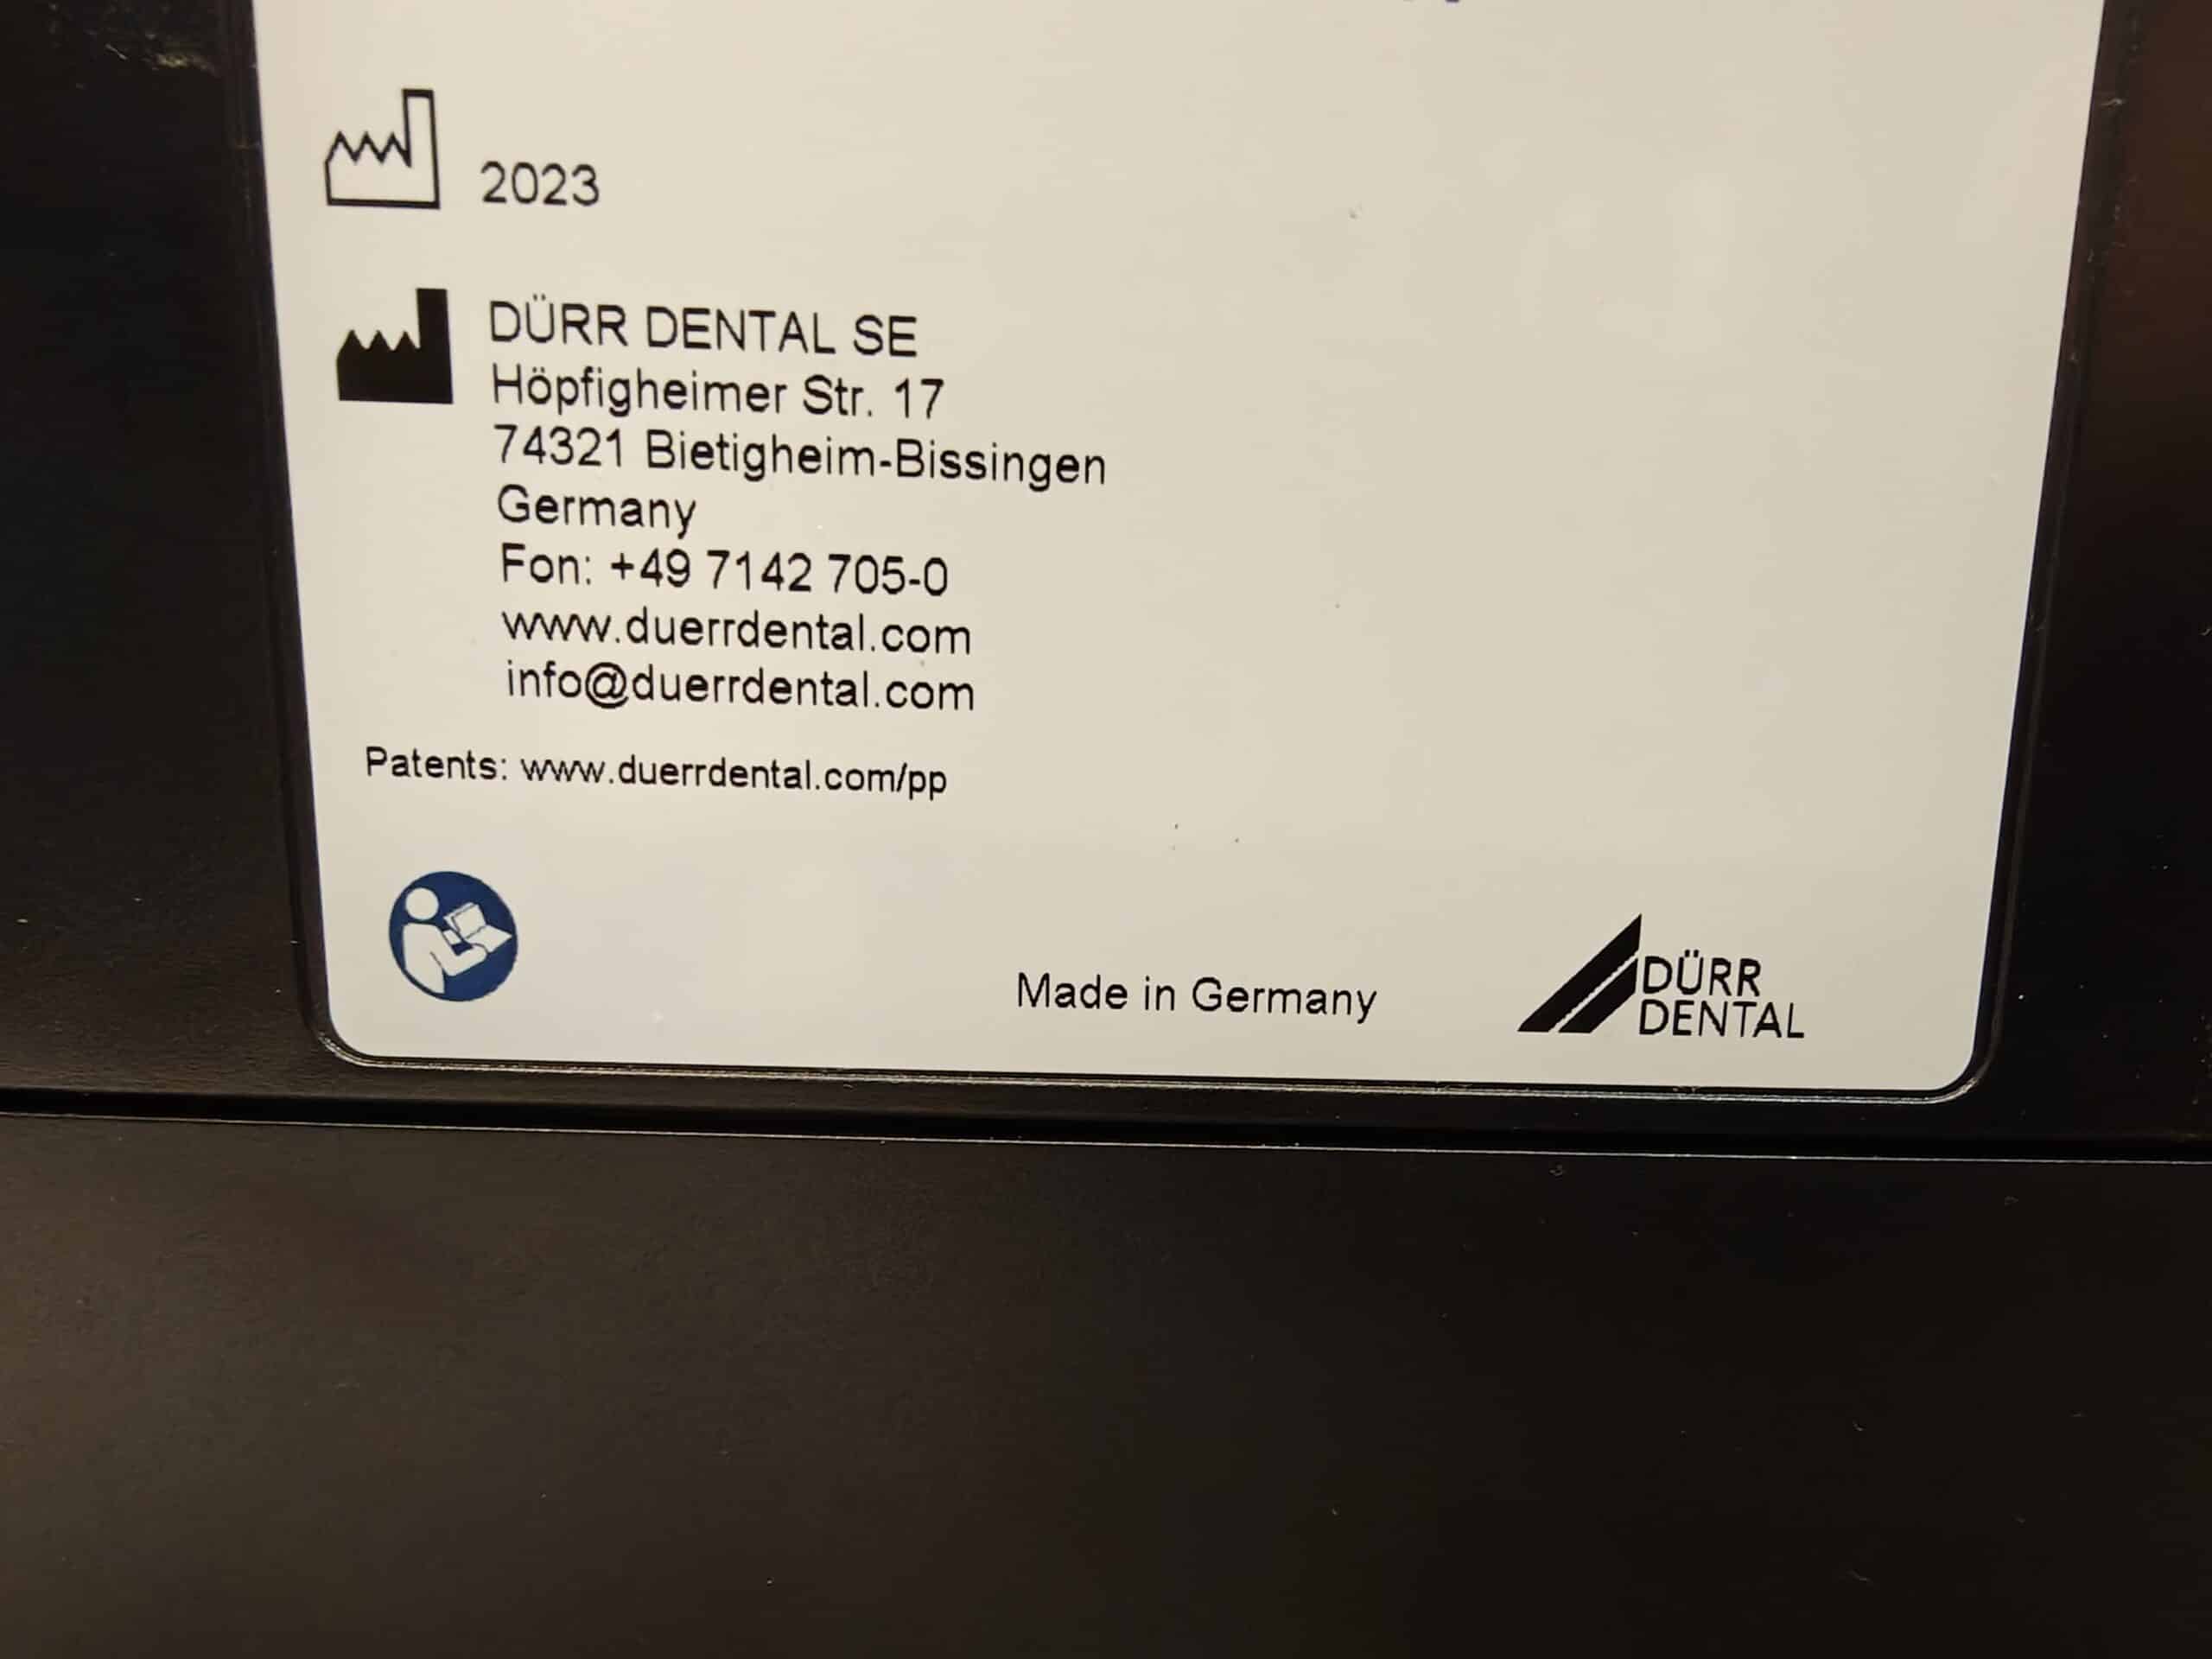 2023
DÜRR DENTAL SE
Höpfigheimer Str. 17
74321 Bietigheim-Bissingen
Germany
Fon: +49 7142 705-0
www.duerrdental.com
info@duerrdental.com
Patents: www.duerrdental.com/pp
Made in Germany
DÜRR
DENTAL